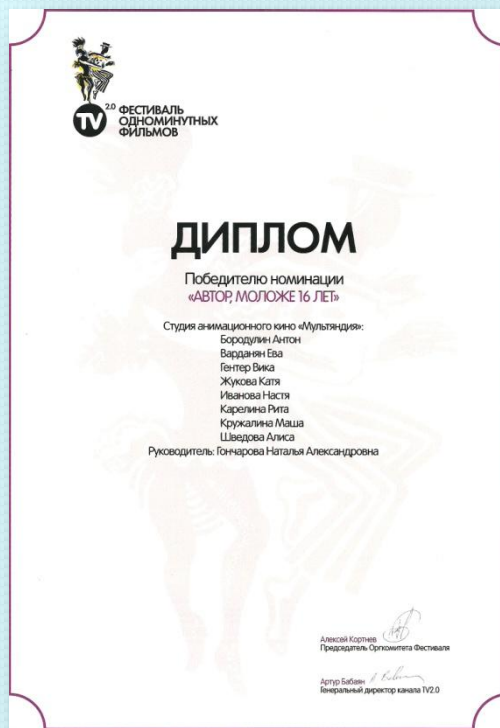 TV 2.0 ФЕСТИВАЛЬ
ОДНОМИНУТНЫХ
ФИЛЬМОВ
ДИПЛОМ
Победителю номинации
«АВТОР, МОЛОЖЕ 16 ЛЕТ»
Студия анимационного кино «Мультяндия»:
Бородулин Антон
Варданян Ева
Гентер Вика
Жукова Катя
Иванова Настя
Карелина Рита
Кружалина Маша
Шведова Алиса
Руководитель: Гончарова Наталья Александровна
Алексей Кортнев
Председатель Оргкомитета Фестиваля
Артур Бабаян
Генеральный директор канала TV2.0